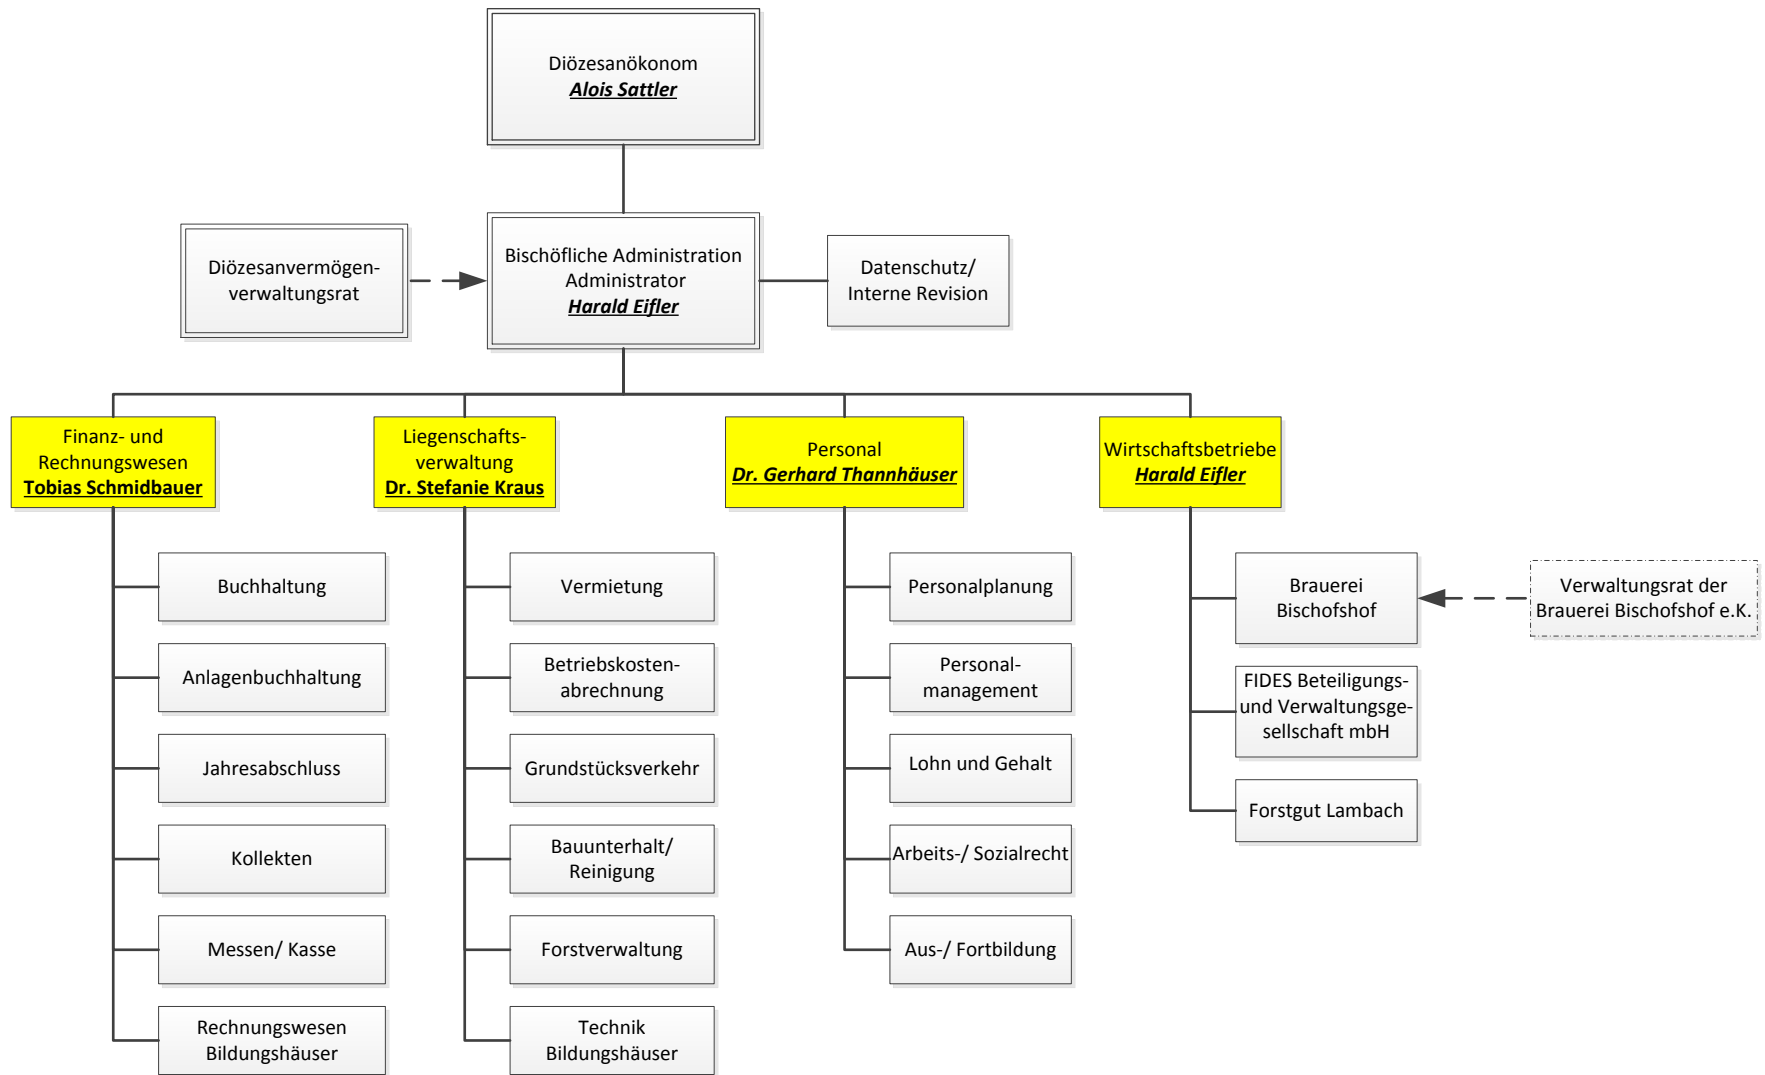 Diözesanökonom
Alois Sattler
Diözesanvermögen-
verwaltungsrat
Bischöfliche Administration
Administrator
Harald Eifler
Datenschutz/
Interne Revision
Finanz- und
Rechnungswesen
Tobias Schmidbauer
Liegenschafts-
verwaltung
Dr. Stefanie Kraus
Personal
Dr. Gerhard Thannhäuser
Wirtschaftsbetriebe
Harald Eifler
Buchhaltung
Anlagenbuchhaltung
Jahresabschluss
Kollekten
Messen/ Kasse
Rechnungswesen
Bildungshäuser
Vermietung
Betriebskosten-
abrechnung
Grundstücksverkehr
Bauunterhalt/
Reinigung
Forstverwaltung
Technik
Bildungshäuser
Personalplanung
Personal-
management
Lohn und Gehalt
Arbeits-/ Sozialrecht
Aus-/ Fortbildung
Brauerei
Bischofshof
FIDES Beteiligungs-
und Verwaltungsge-
sellschaft mbH
Forstgut Lambach
Verwaltungsrat der
Brauerei Bischofshof e.K.